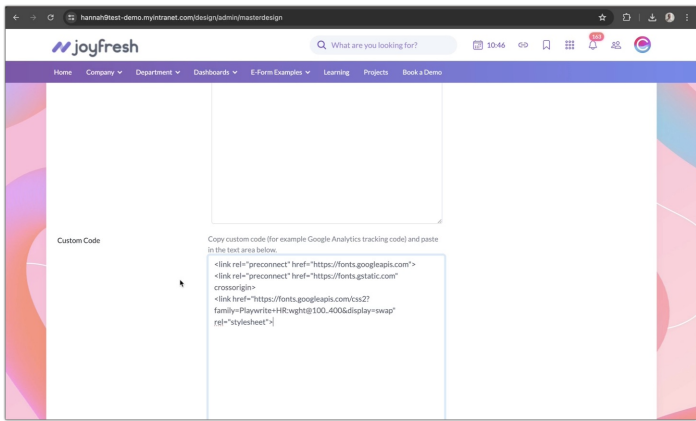 hannah9test-demo.myintranet.com/design/admin/masterdesign
joyfresh
What are you looking for?
10:46
163
Home Company Department Dashboards E-Form Examples Learning Projects Book a Demo
Custom Code
Copy custom code (for example Google Analytics tracking code) and paste
in the text area below.
<link rel="preconnect" href="https://fonts.googleapis.com">
<link rel="preconnect" href="https://fonts.gstatic.com"
crossorigin>
<link href="https://fonts.googleapis.com/css2?
family=Playwrite+HR:wght@100..400&display=swap"
rel="stylesheet">